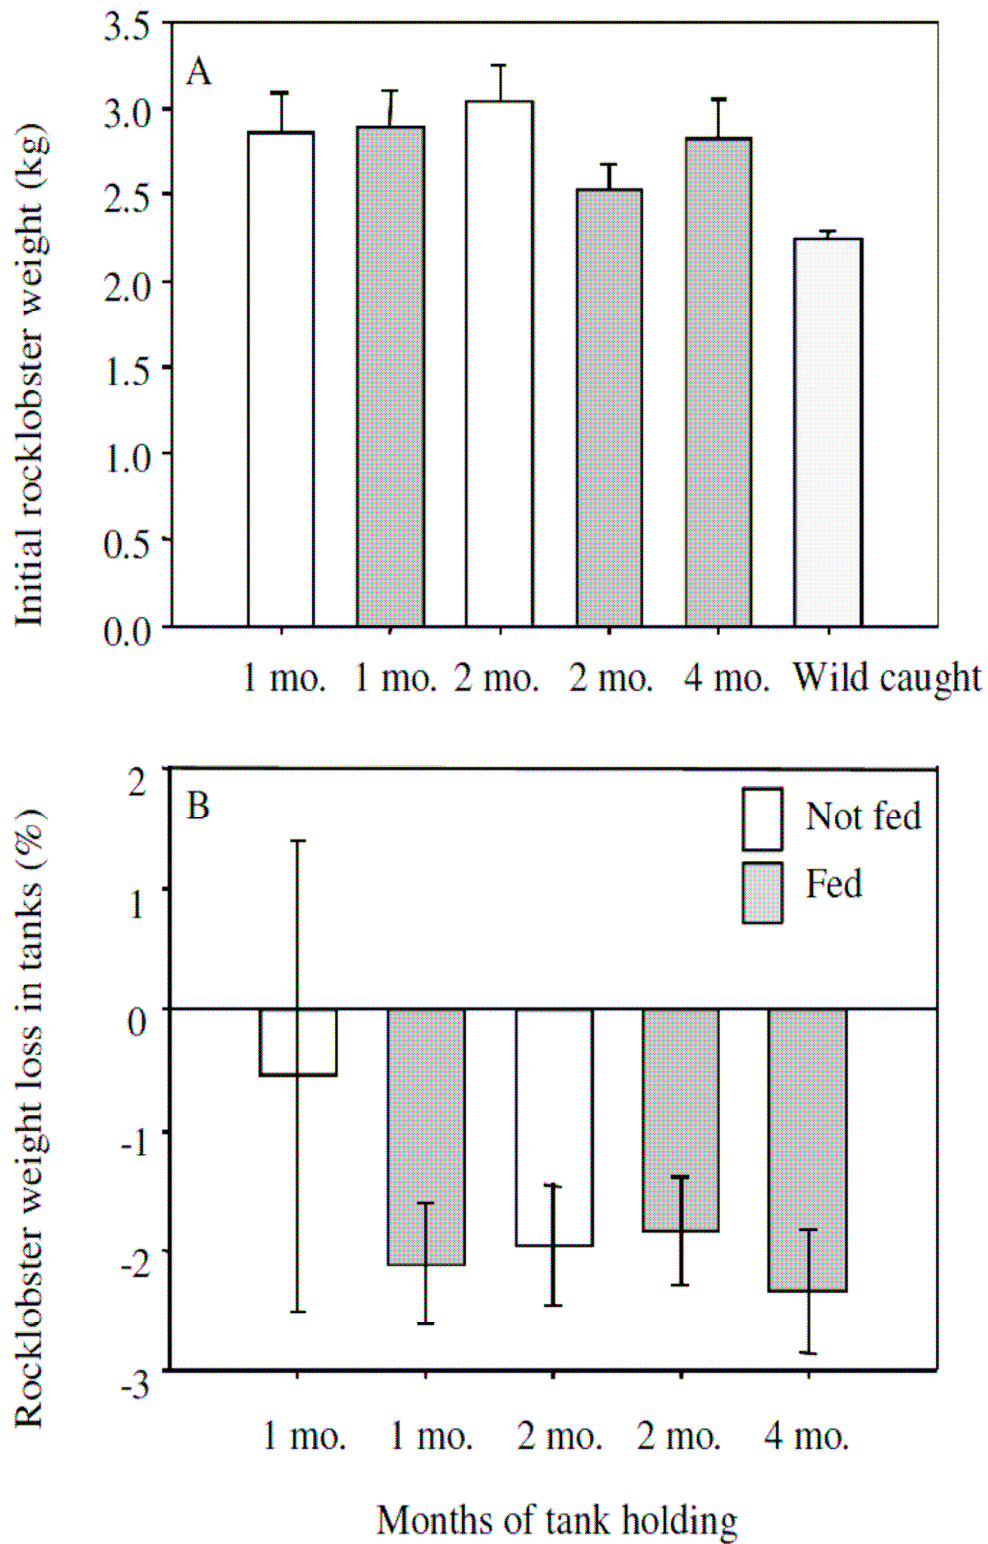 Initial rocklobster weight (kg)
3.5
3.0
2.5
2.0
1.5
1.0
0.5
0.0
A
1 mo. 1 mo. 2 mo. 2 mo. 4 mo. Wild caught
Rocklobster weight loss in tanks (%)
2
1
0
-1
-2
-3
B
Not fed
Fed
1 mo. 1 mo. 2 mo. 2 mo. 4 mo.
Months of tank holding